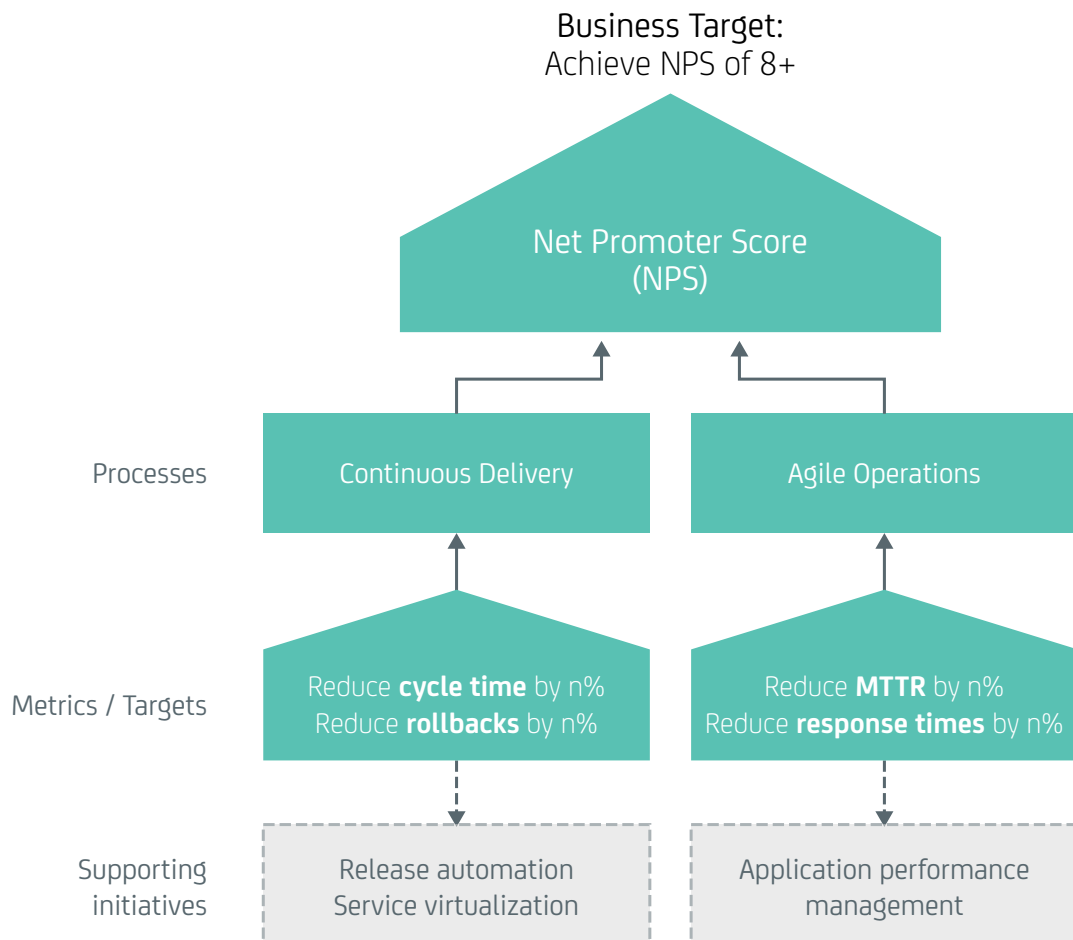 Business Target:
Achieve NPS of 8+
Net Promoter Score
(NPS)
Processes
Continuous Delivery
Agile Operations
Metrics / Targets
Reduce cycle time by n%
Reduce rollbacks by n%
Reduce MTTR by n%
Reduce response times by n%
Supporting
initiatives
Release automation
Service virtualization
Application performance
management